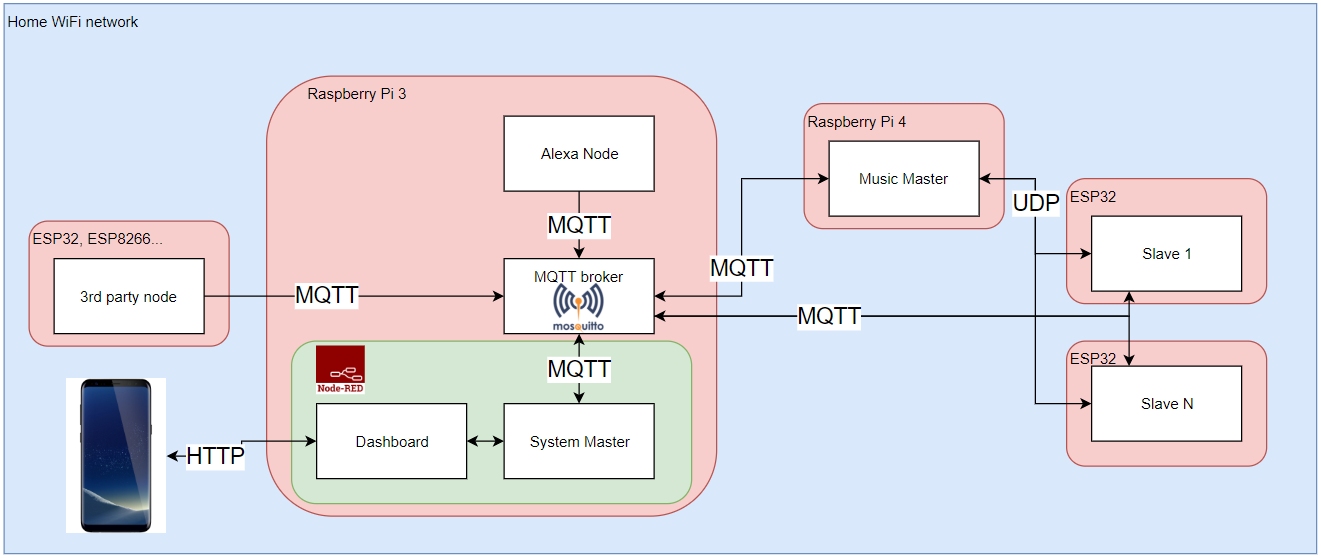 Home WiFi network
Raspberry Pi 3
Alexa Node
MQTT
Raspberry Pi 4
Music Master
UDP
ESP32
Slave 1
ESP32, ESP8266...
3rd party node
MQTT
MQTT broker
mosquitto
MQTT
MQTT
MQTT
Node-RED
Dashboard
System Master
HTTP
ESP32
Slave N